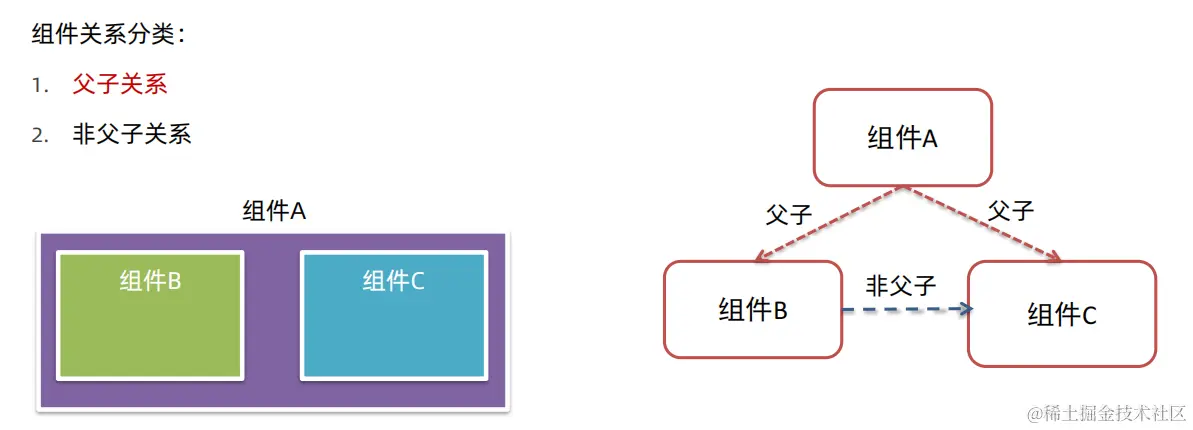 组件关系分类：
1. 父子关系
2. 非父子关系
组件A
组件B
组件C
组件A
父子
父子
组件B
非父子
组件C
@稀土掘金技术社区